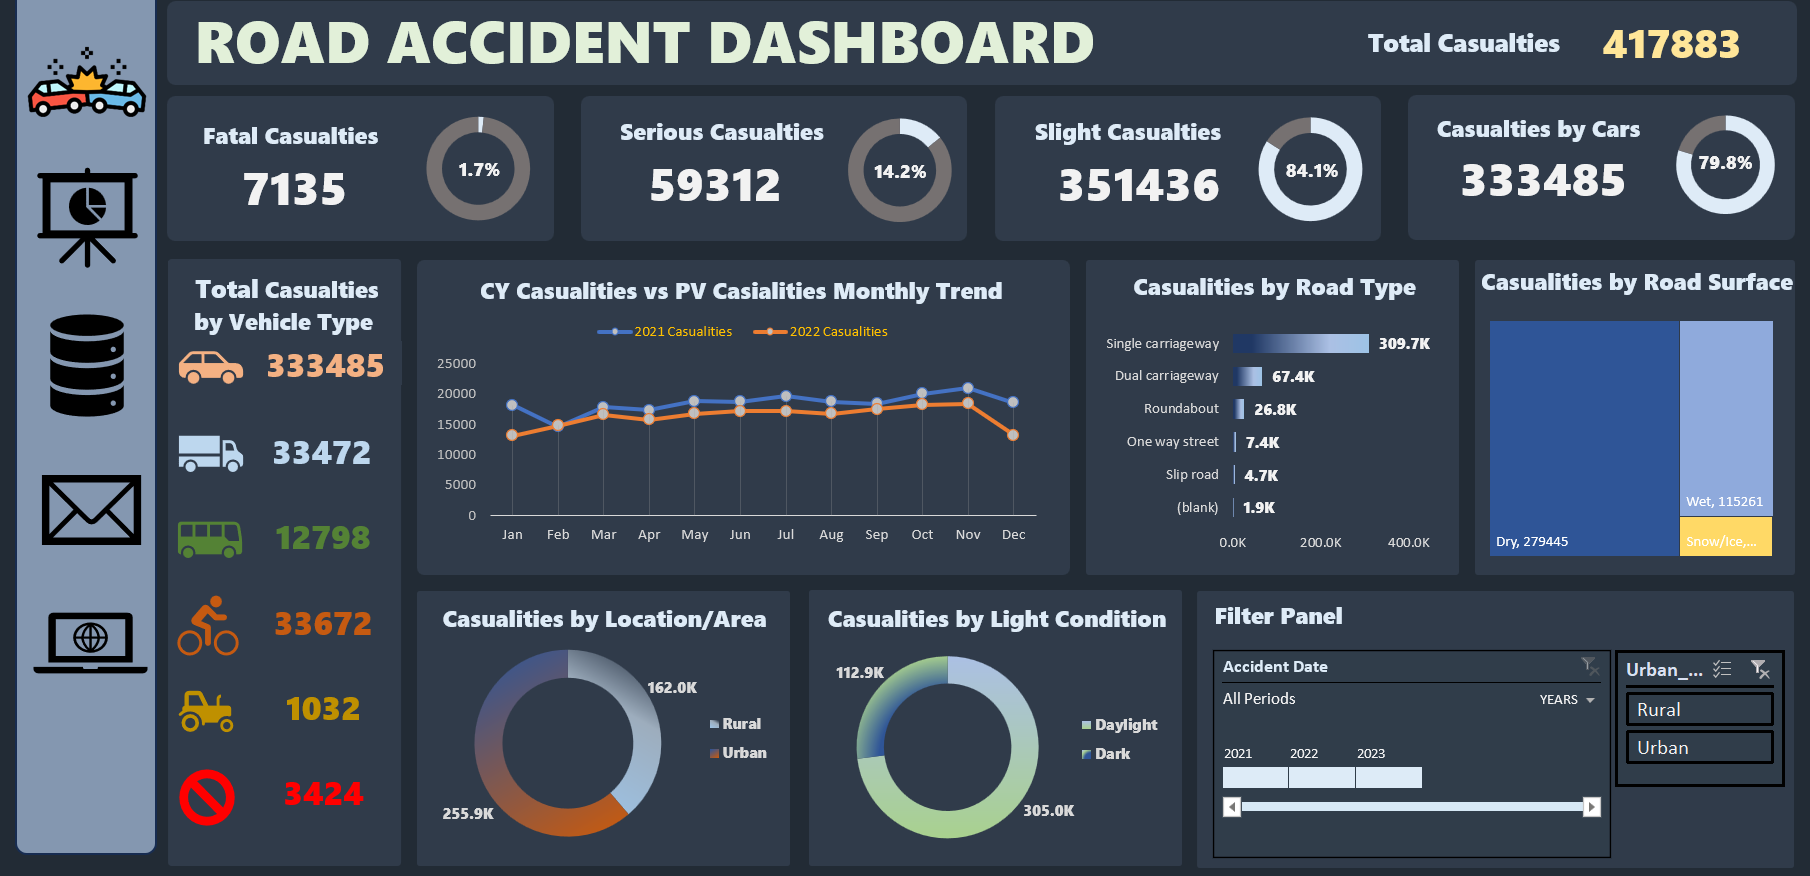 ROAD ACCIDENT DASHBOARD
Total Casualties 417883
Fatal Casualties
7135
1.7%
Serious Casualties
59312
14.2%
Slight Casualties
351436
84.1%
Casualties by Cars
333485
79.8%
Total Casualties
by Vehicle Type
333485
33472
12798
33672
1032
3424
CY Casualities vs PV Casialities Monthly Trend
2021 Casualities 2022 Casualities
25000
20000
15000
10000
5000
0
Jan Feb Mar Apr May Jun Jul Aug Sep Oct Nov Dec
Casualities by Road Type
Single carriageway 309.7K
Dual carriageway 67.4K
Roundabout 26.8K
One way street 7.4K
Slip road 4.7K
(blank) 1.9K
0.0K 200.0K 400.0K
Casualities by Road Surface
Wet, 115261
Dry, 279445
Snow/Ice,...
Casualities by Location/Area
162.0K
Rural
Urban
255.9K
Casualities by Light Condition
112.9K
Daylight
Dark
305.0K
Filter Panel
Accident Date
All Periods YEARS
2021 2022 2023
Urban_...
Rural
Urban